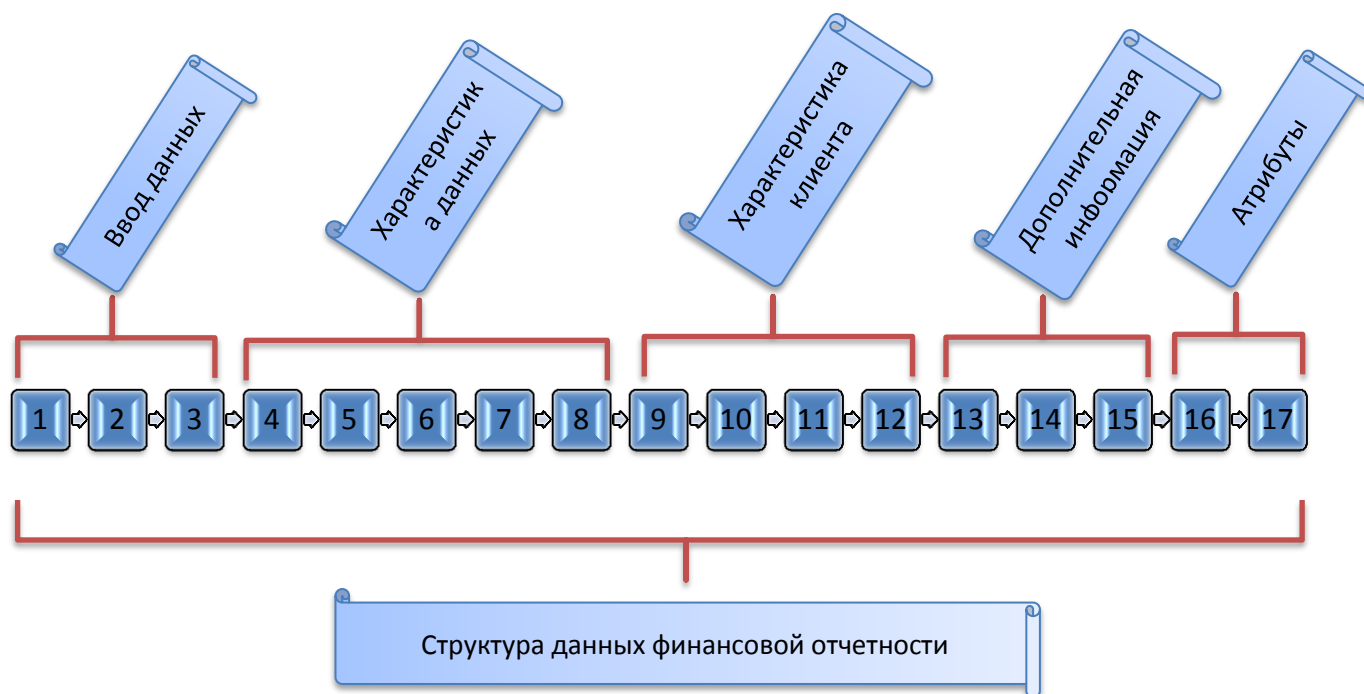 Ввод данных
Характеристик
а данных
Характеристика
клиента
Дополнительная
информация
Атрибуты
1 2 3 4 5 6 7 8 9 10 11 12 13 14 15 16 17
Структура данных финансовой отчетности